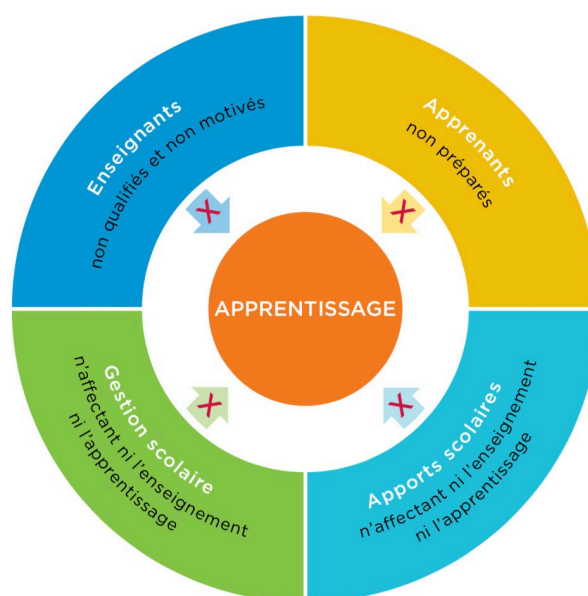 Enseignants
non qualifiés et non motivés
Apprenants
non préparés
X
X
APPRENTISSAGE
X
X
Gestion scolaire
n'affectant ni l'enseignement
ni l'apprentissage
Apports scolaires
n'affectant ni l'enseignement
ni l'apprentissage